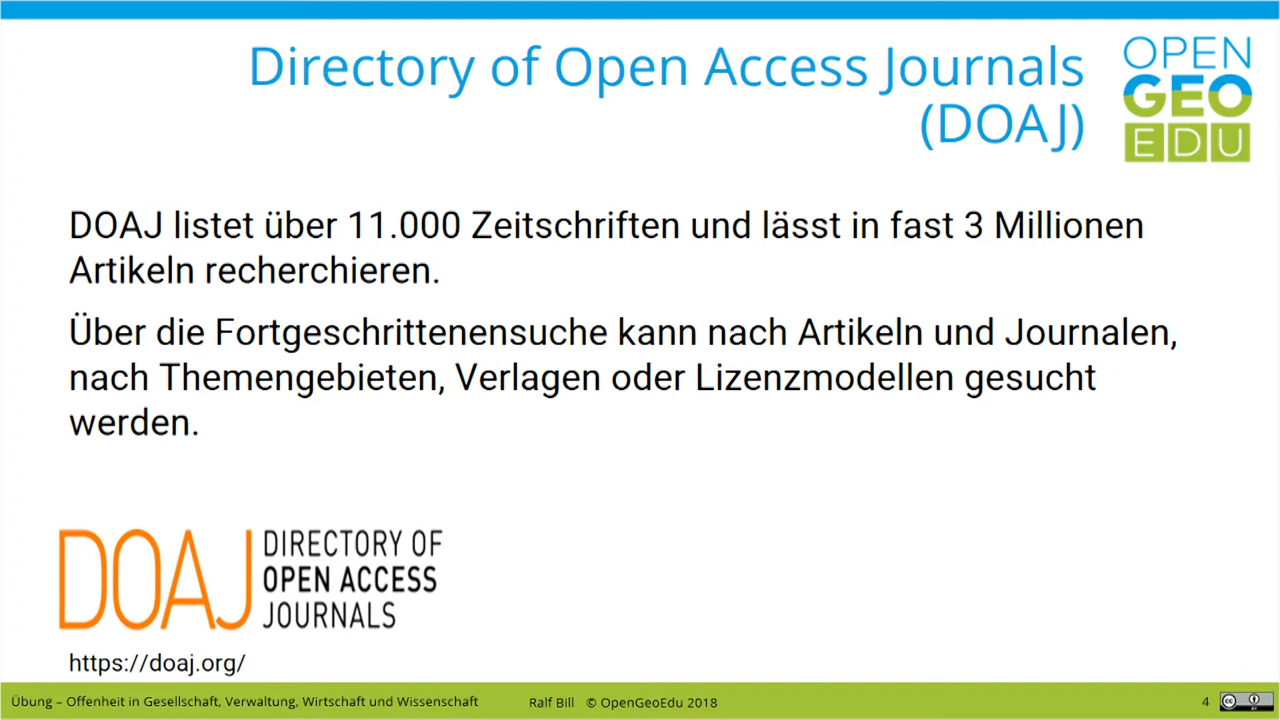 Directory of Open Access Journals
(DOAJ)
OPEN
GEO
EDU
DOAJ listet über 11.000 Zeitschriften und lässt in fast 3 Millionen
Artikeln recherchieren.
Über die Fortgeschrittenensuche kann nach Artikeln und Journalen,
nach Themengebieten, Verlagen oder Lizenzmodellen gesucht
werden.
DOAJ
DIRECTORY OF
OPEN ACCESS
JOURNALS
https://doaj.org/
Übung – Offenheit in Gesellschaft, Verwaltung, Wirtschaft und Wissenschaft
Ralf Bill © OpenGeoEdu 2018
4
cc
BY